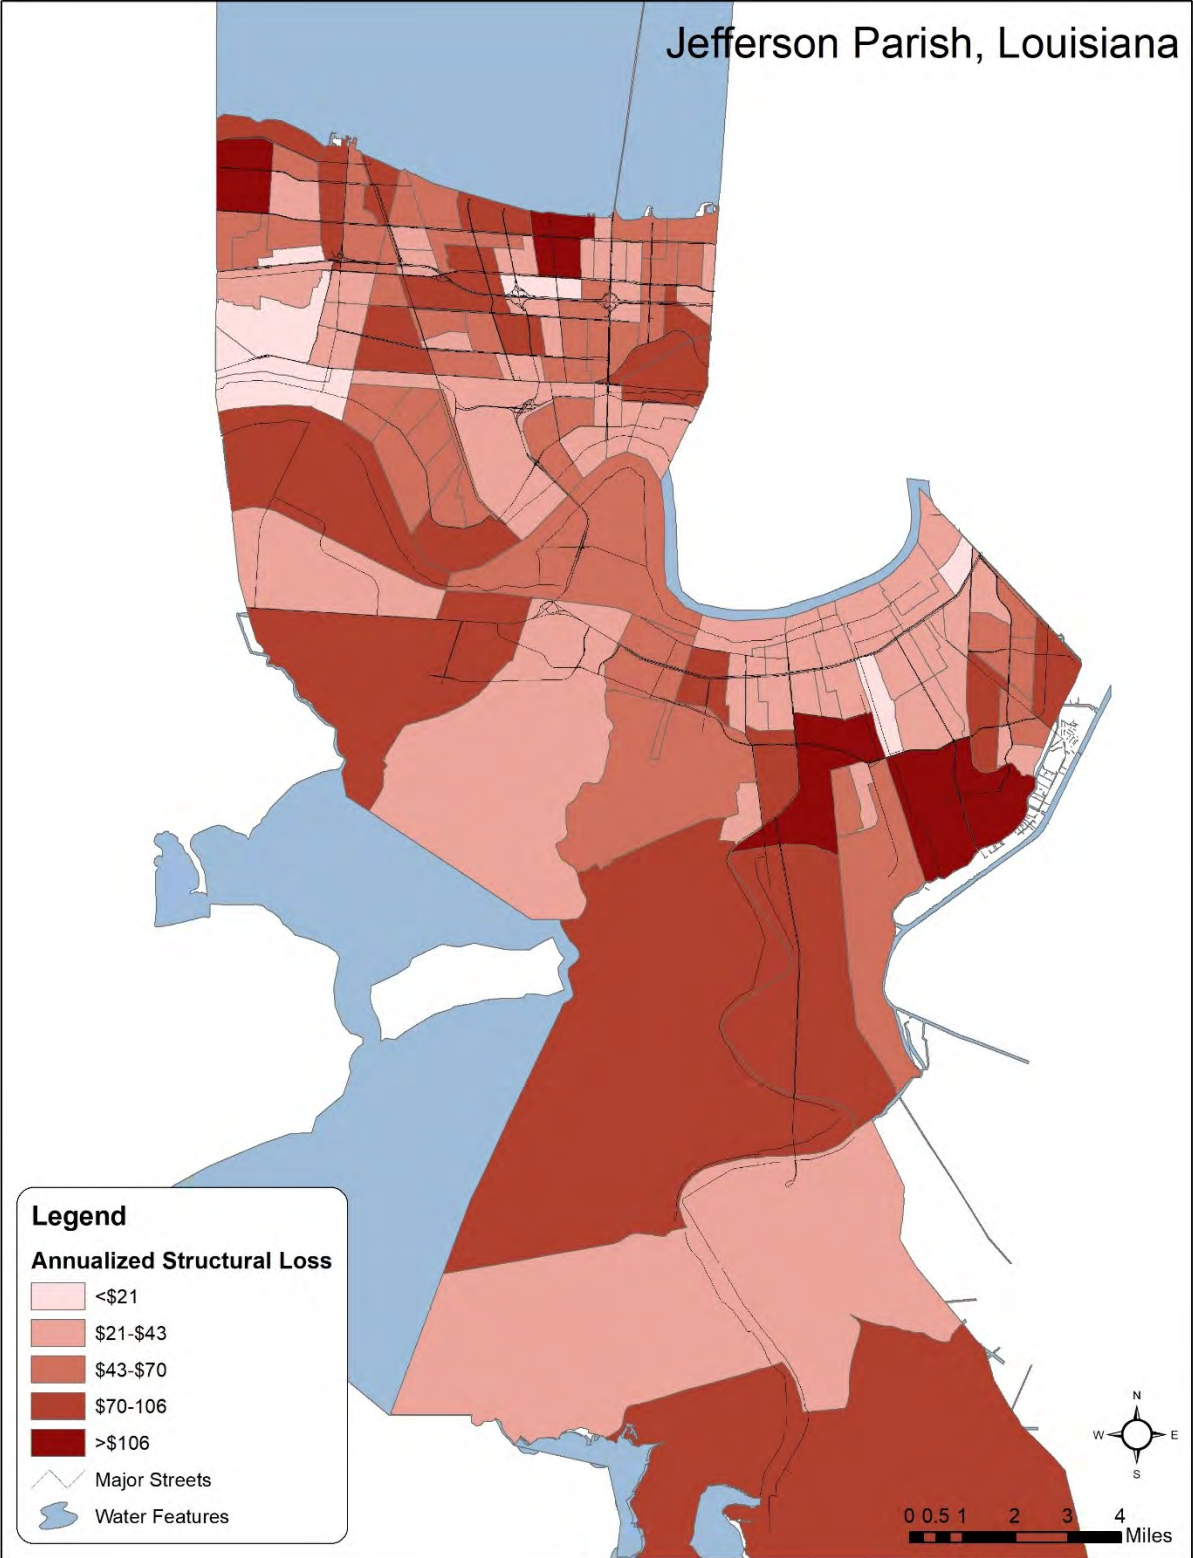 Jefferson Parish, Louisiana
Legend
Annualized Structural Loss
<$21
$21-$43
$43-$70
$70-106
>$106
Major Streets
Water Features
N
W E
S
0 0.5 1 2 3 4
Miles